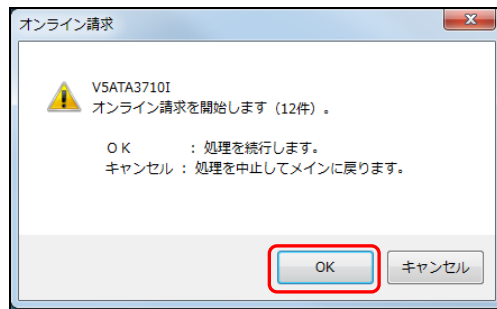 オンライン請求
V5ATA3710I
オンライン請求を開始します（12件）．
ＯＫ　　　：処理を続行します。
キャンセル：処理を中止してメインに戻ります。
OK
キャンセル